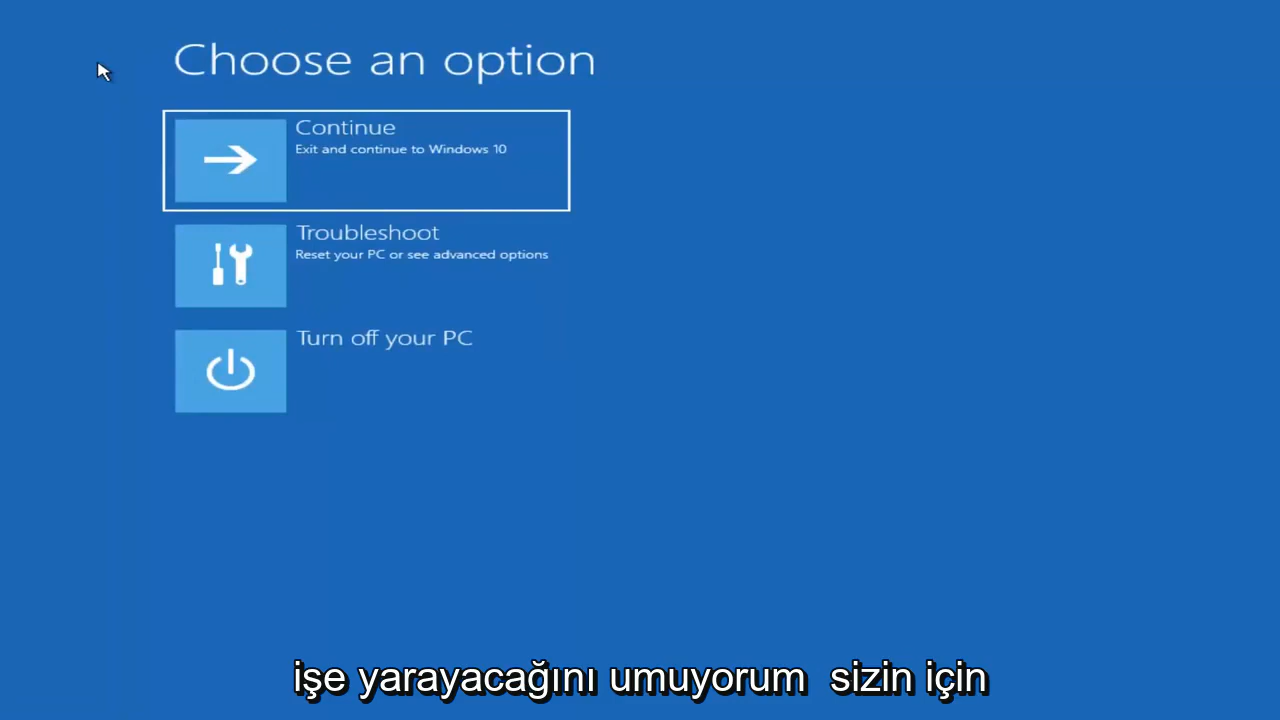 Choose an option
Continue
Exit and continue to Windows 10
Troubleshoot
Reset your PC or see advanced options
Turn off your PC
işe yarayacağını umuyorum  sizin için